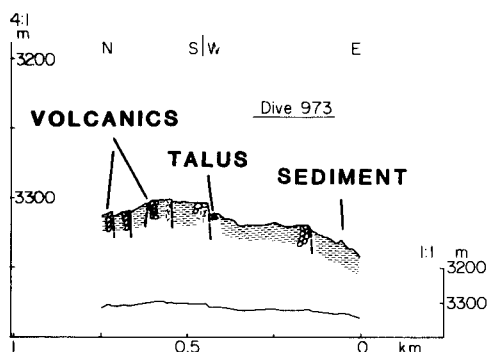 4:1
m
3200
N S|W E
Dive 973
VOLCANICS
TALUS
SEDIMENT
3300
1:1 m
3200
3300
1 0.5 0 km